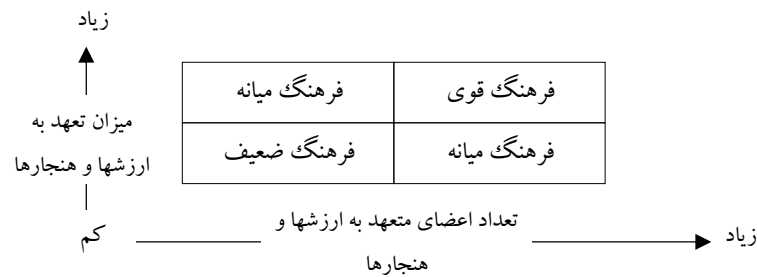 زیاد
فرهنگ قوی
فرهنگ میانه
میزان تعهد به
ارزشها و هنجارها
فرهنگ میانه
فرهنگ ضعیف
تعداد اعضای متعهد به ارزشها و
هنجارها
زیاد
کم